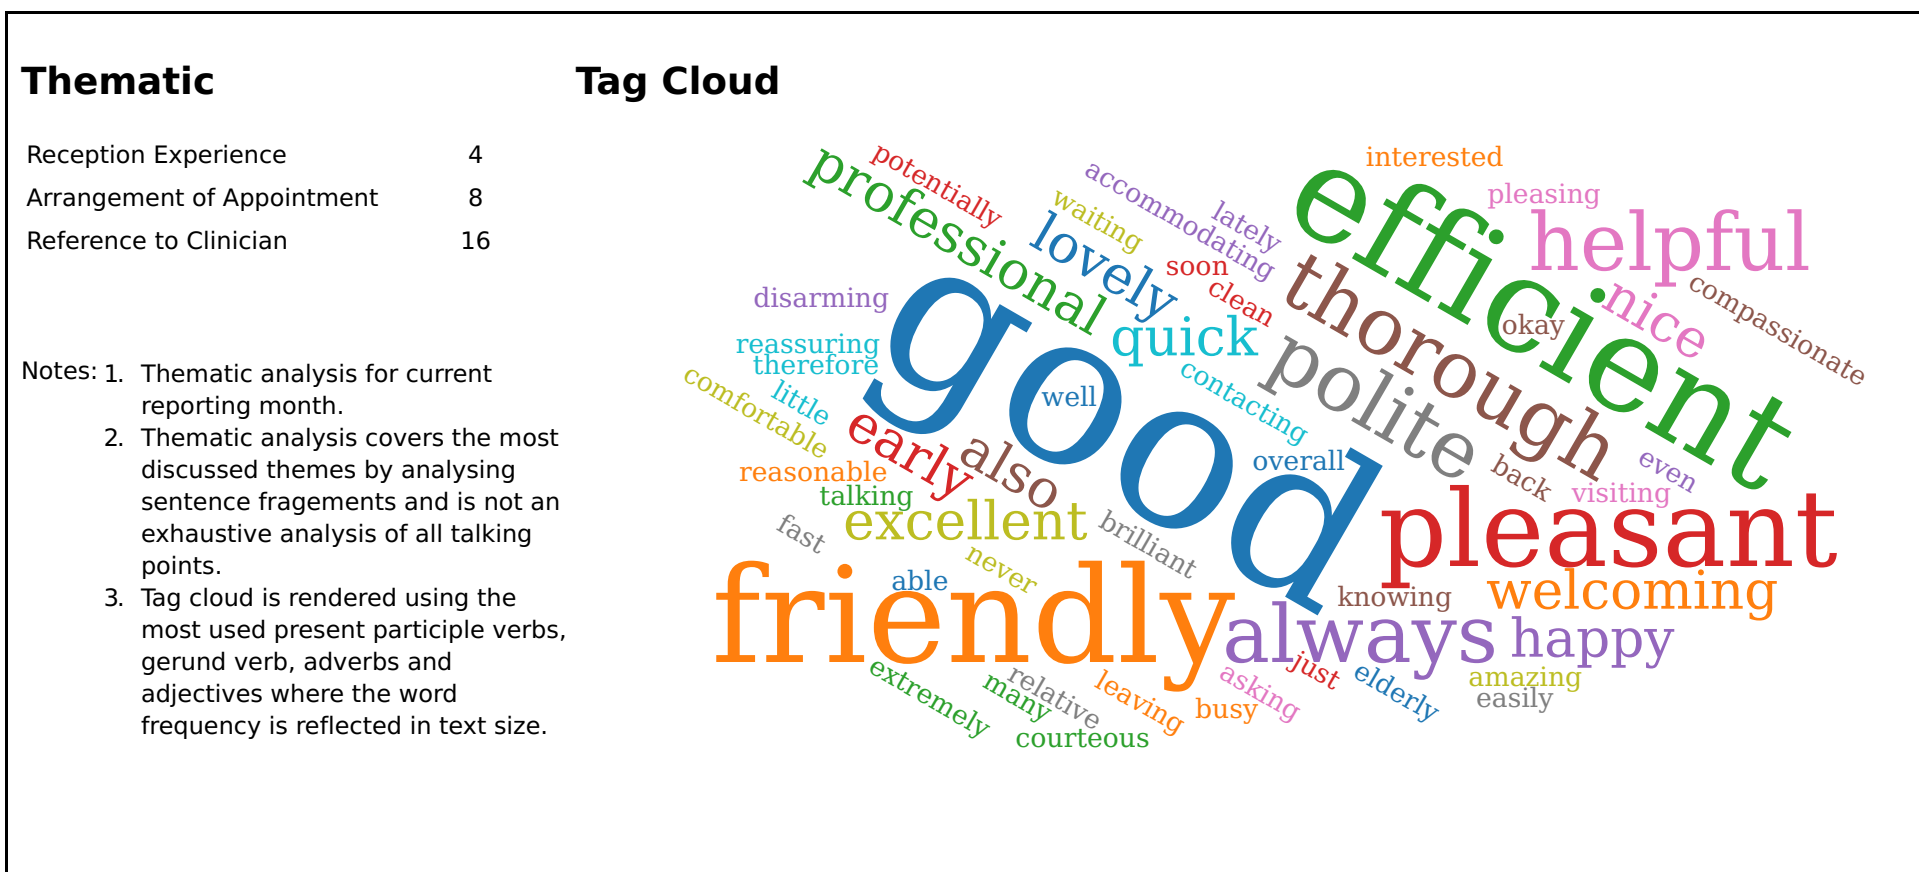 Thematic
Tag Cloud
Reception Experience 4
Arrangement of Appointment 8
Reference to Clinician 16
Notes: 1. Thematic analysis for current
reporting month.
2. Thematic analysis covers the most
discussed themes by analysing
sentence fragements and is not an
exhaustive analysis of all talking
points.
3. Tag cloud is rendered using the
most used present participle verbs,
gerund verb, adverbs and
adjectives where the word
frequency is reflected in text size.
potentially
professional
accommodating
waiting
lately
lovely
interested
pleasing
efficient
helpful
soon
clean
thorough
nice
compassionate
okay
disarming
quick
reassuring
therefore
good
polite
comfortable
little
well
contacting
early
also
overall
reasonable
talking
back
even
visiting
excellent
fast
brilliant
pleasant
never
able
friendly
knowing
welcoming
always
happy
extremely
many
relative
leaving
asking
just
elderly
amazing
easily
busy
courteous